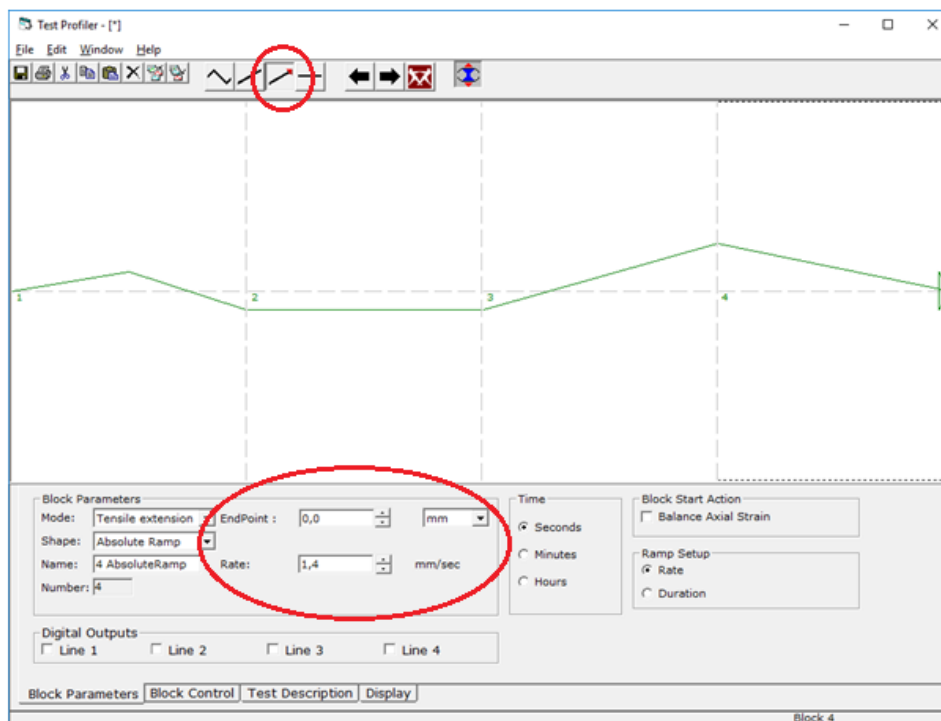 Test Profiler - [*]
File Edit Window Help
1 2 3 4
Block Parameters
Mode: Tensile extension EndPoint : 0,0 mm
Shape: Absolute Ramp
Name: 4 AbsoluteRamp Rate: 1,4 mm/sec
Number: 4
Time
Seconds
Minutes
Hours
Block Start Action
Balance Axial Strain
Ramp Setup
Rate
Duration
Digital Outputs
Line 1 Line 2 Line 3 Line 4
Block Parameters Block Control Test Description Display
Block 4